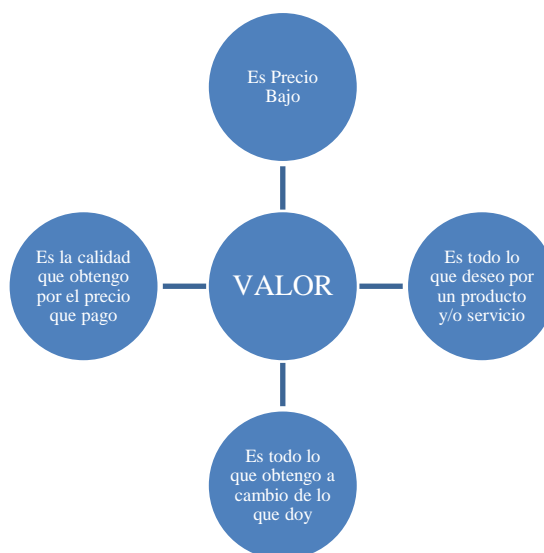 Es Precio
Bajo
Es la calidad
que obtengo
por el precio
que pago
VALOR
Es todo lo
que deseo por
un producto
y/o servicio
Es todo lo
que obtengo a
cambio de lo
que doy